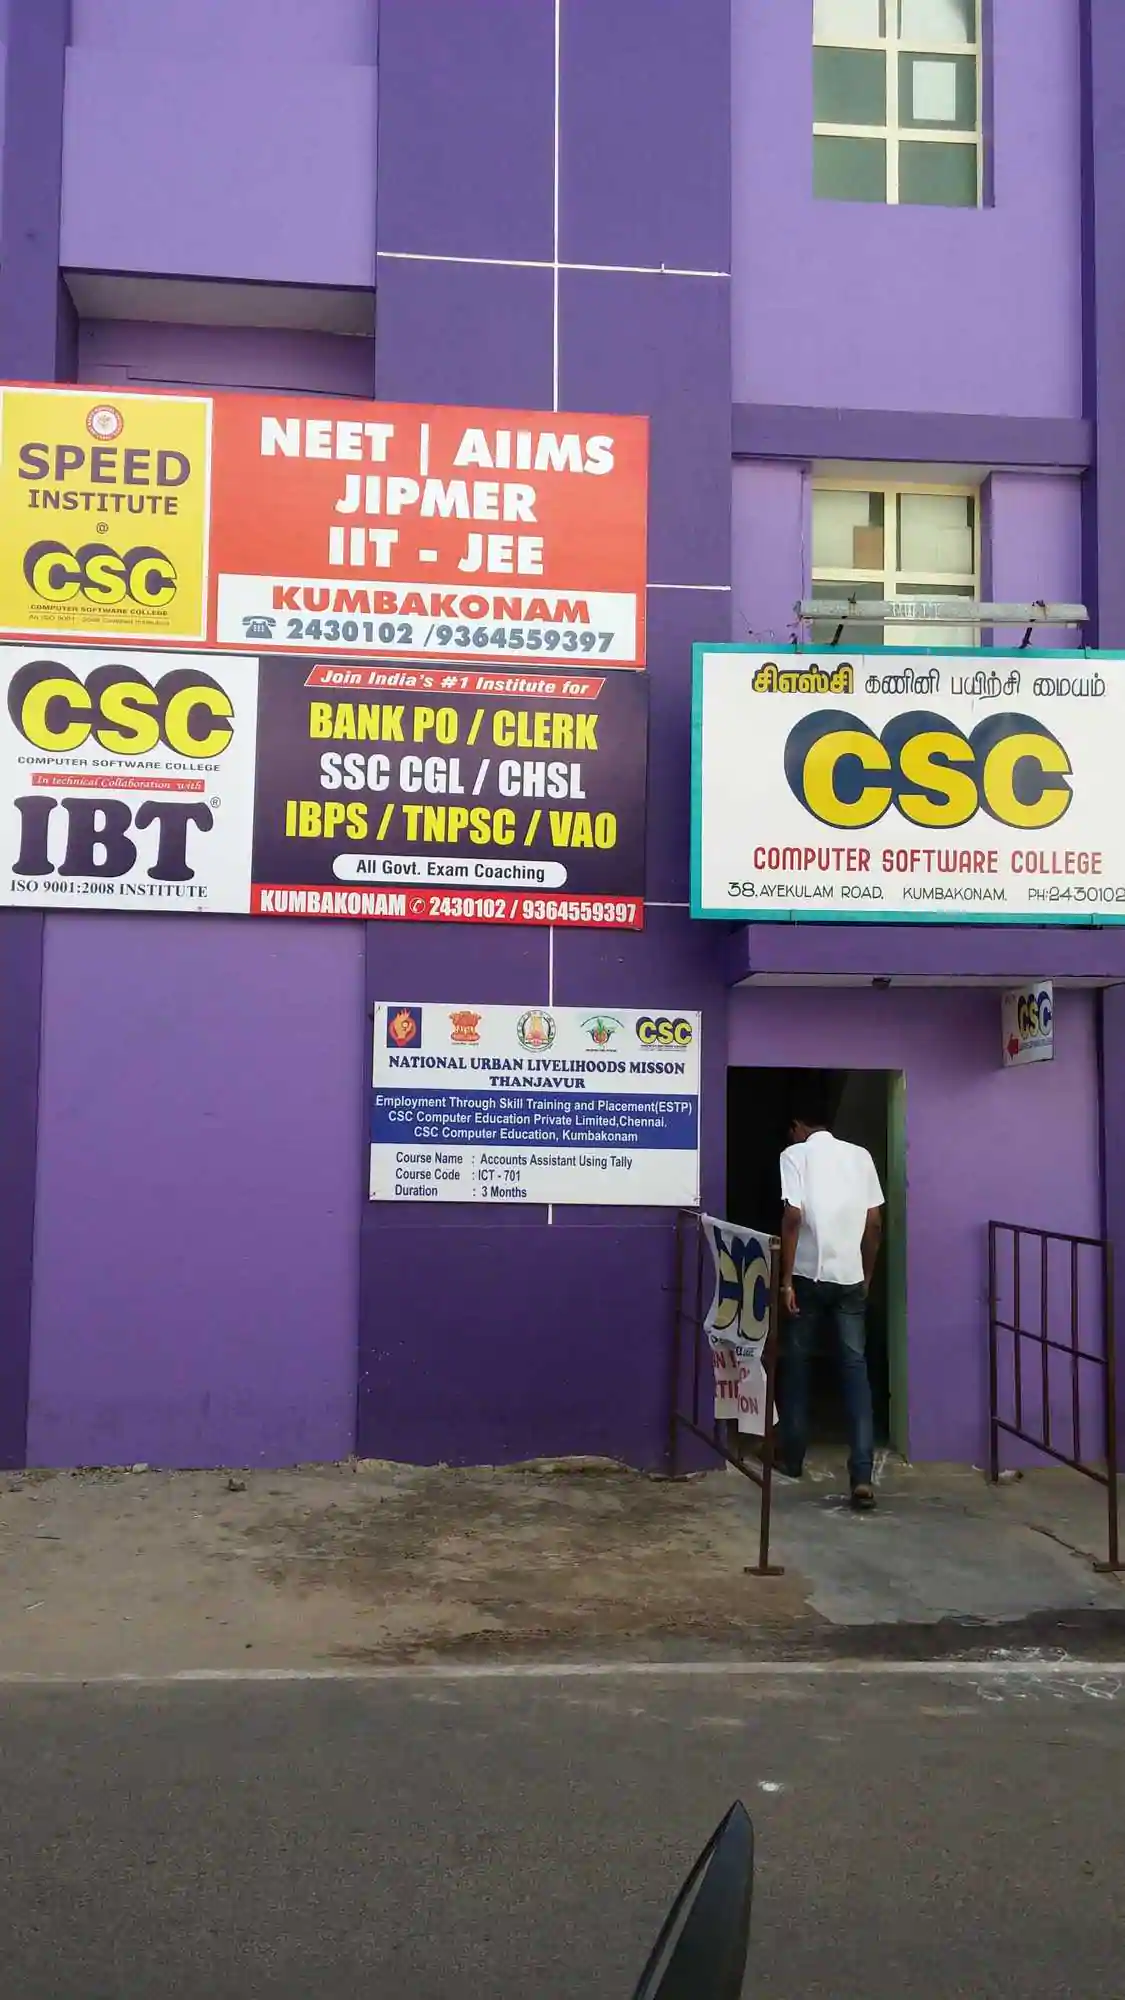 SPEED
INSTITUTE
@
CSC
COMPUTER SOFTWARE COLLEGE
NEET | AIIMS
JIPMER
IIT - JEE
KUMBAKONAM
2430102 /9364559397
CSC
COMPUTER SOFTWARE COLLEGE
In technical Collaboration with
IBT®
ISO 9001:2008 INSTITUTE
Join India's #1 Institute for
BANK PO / CLERK
SSC CGL / CHSL
IBPS / TNPSC / VAO
All Govt. Exam Coaching
KUMBAKONAM 2430102 / 9364559397
சிஎஸ்சி கணினி பயிற்சி மையம்
CSC
COMPUTER SOFTWARE COLLEGE
38, AYEKULAM ROAD, KUMBAKONAM. PH:2430102
CSC
CSC
NATIONAL URBAN LIVELIHOODS MISSON
THANJAVUR
Employment Through Skill Training and Placement(ESTP)
CSC Computer Education Private Limited,Chennai.
CSC Computer Education, Kumbakonam
Course Name : Accounts Assistant Using Tally
Course Code : ICT - 701
Duration : 3 Months